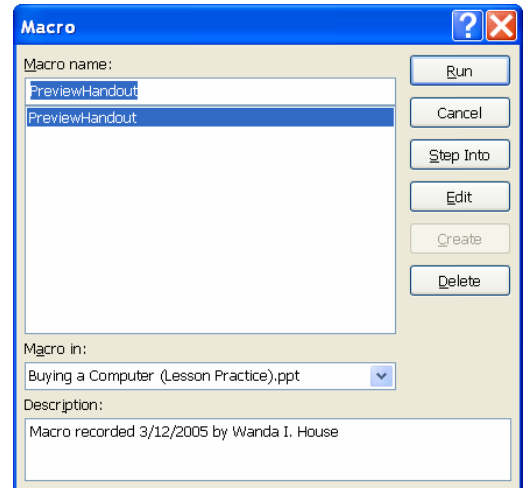 Macro
Macro name:
PreviewHandout
PreviewHandout
Run
Cancel
Step Into
Edit
Create
Delete
Macro in:
Buying a Computer (Lesson Practice).ppt
Description:
Macro recorded 3/12/2005 by Wanda I. House